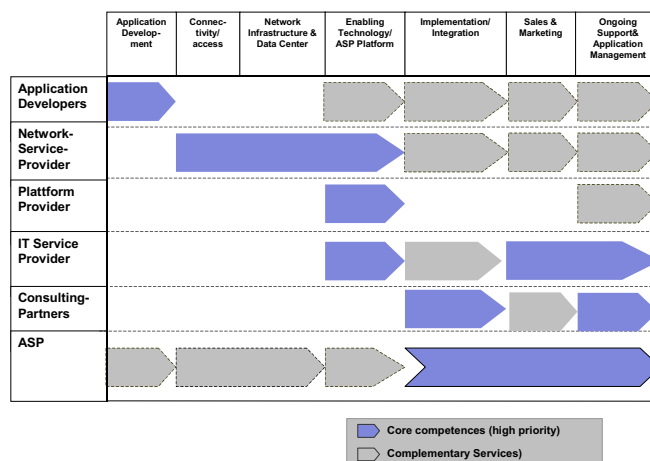 Application
Develop-
ment
Connec-
tivity/
access
Network
Infrastructure &
Data Center
Enabling
Technology/
ASP Platform
Implementation/
Integration
Sales &
Marketing
Ongoing
Support&
Application
Management
Application
Developers
Network-
Service-
Provider
Plattform
Provider
IT Service
Provider
Consulting-
Partners
ASP
Core competences (high priority)
Complementary Services)